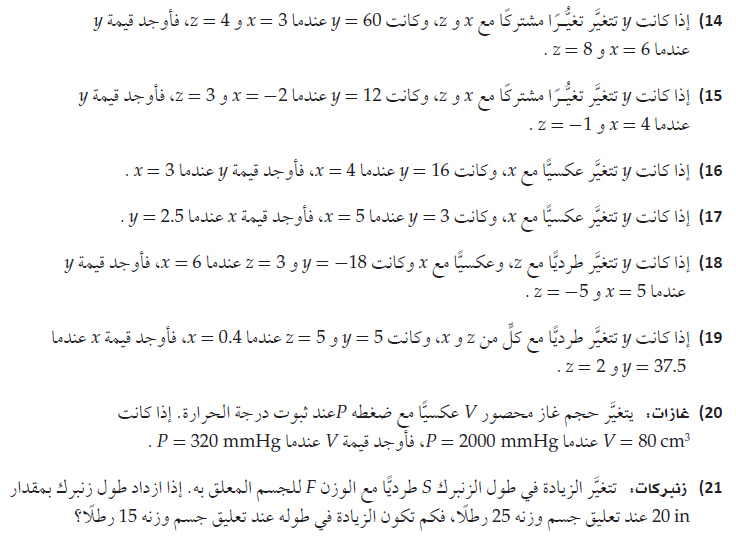 (14 إذا كانت y تتغيَّر تغيُّـرًا مشتركًا مع x و z، وكانت y = 60 عندما x = 3 و z = 4، فأوجد قيمة y
عندما x = 6 و z = 8 .
(15 إذا كانت y تتغيَّر تغيُّـرًا مشتركًا مع x و z، وكانت y = 12 عندما x = −2 و z = 3، فأوجد قيمة y
عندما x = 4 و z = −1 .
(16 إذا كانت y تتغيَّر عكسيًّا مع x، وكانت y = 16 عندما x = 4، فأوجد قيمة y عندما x = 3 .
(17 إذا كانت y تتغيَّر عكسيًّا مع x، وكانت y = 3 عندما x = 5، فأوجد قيمة x عندما y = 2.5 .
(18 إذا كانت y تتغيَّر طرديًّا مع z، وعكسيًّا مع x وكانت y = −18 و z = 3 عندما x = 6، فأوجد قيمة y
عندما x = 5 و z = −5 .
(19 إذا كانت y تتغيَّر طرديًّا مع كلٍّ من z و x، وكانت y = 5 و z = 5 عندما x = 0.4، فأوجد قيمة x عندما
y = 37.5 و z = 2 .
(20 غازات: يتغيَّر حجم غاز محصور V عكسيًّا مع ضغطه P عند ثبوت درجة الحرارة. إذا كانت
V = 80 cm³ عندما P = 2000 mmHg، فأوجد قيمة V عندما P = 320 mmHg .
(21 زنبركات: تتغيَّر الزيادة في طول الزنبرك S طرديًّا مع الوزن F للجسم المعلق به. إذا ازداد طول زنبرك بمقدار
20 in عند تعليق جسم وزنه 25 رطلًا، فكم تكون الزيادة في طوله عند تعليق جسم وزنه 15 رطلًا؟